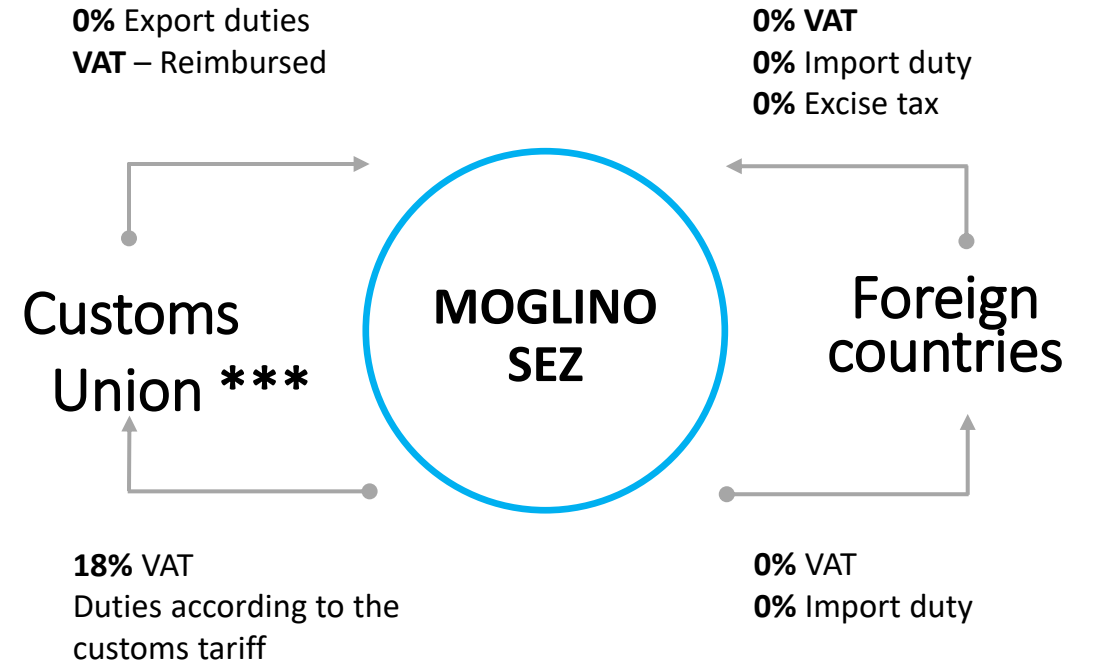 0% Export duties
VAT – Reimbursed
0% VAT
0% Import duty
0% Excise tax
Customs
Union ***
MOGLINO
SEZ
Foreign
countries
18% VAT
Duties according to the
customs tariff
0% VAT
0% Import duty